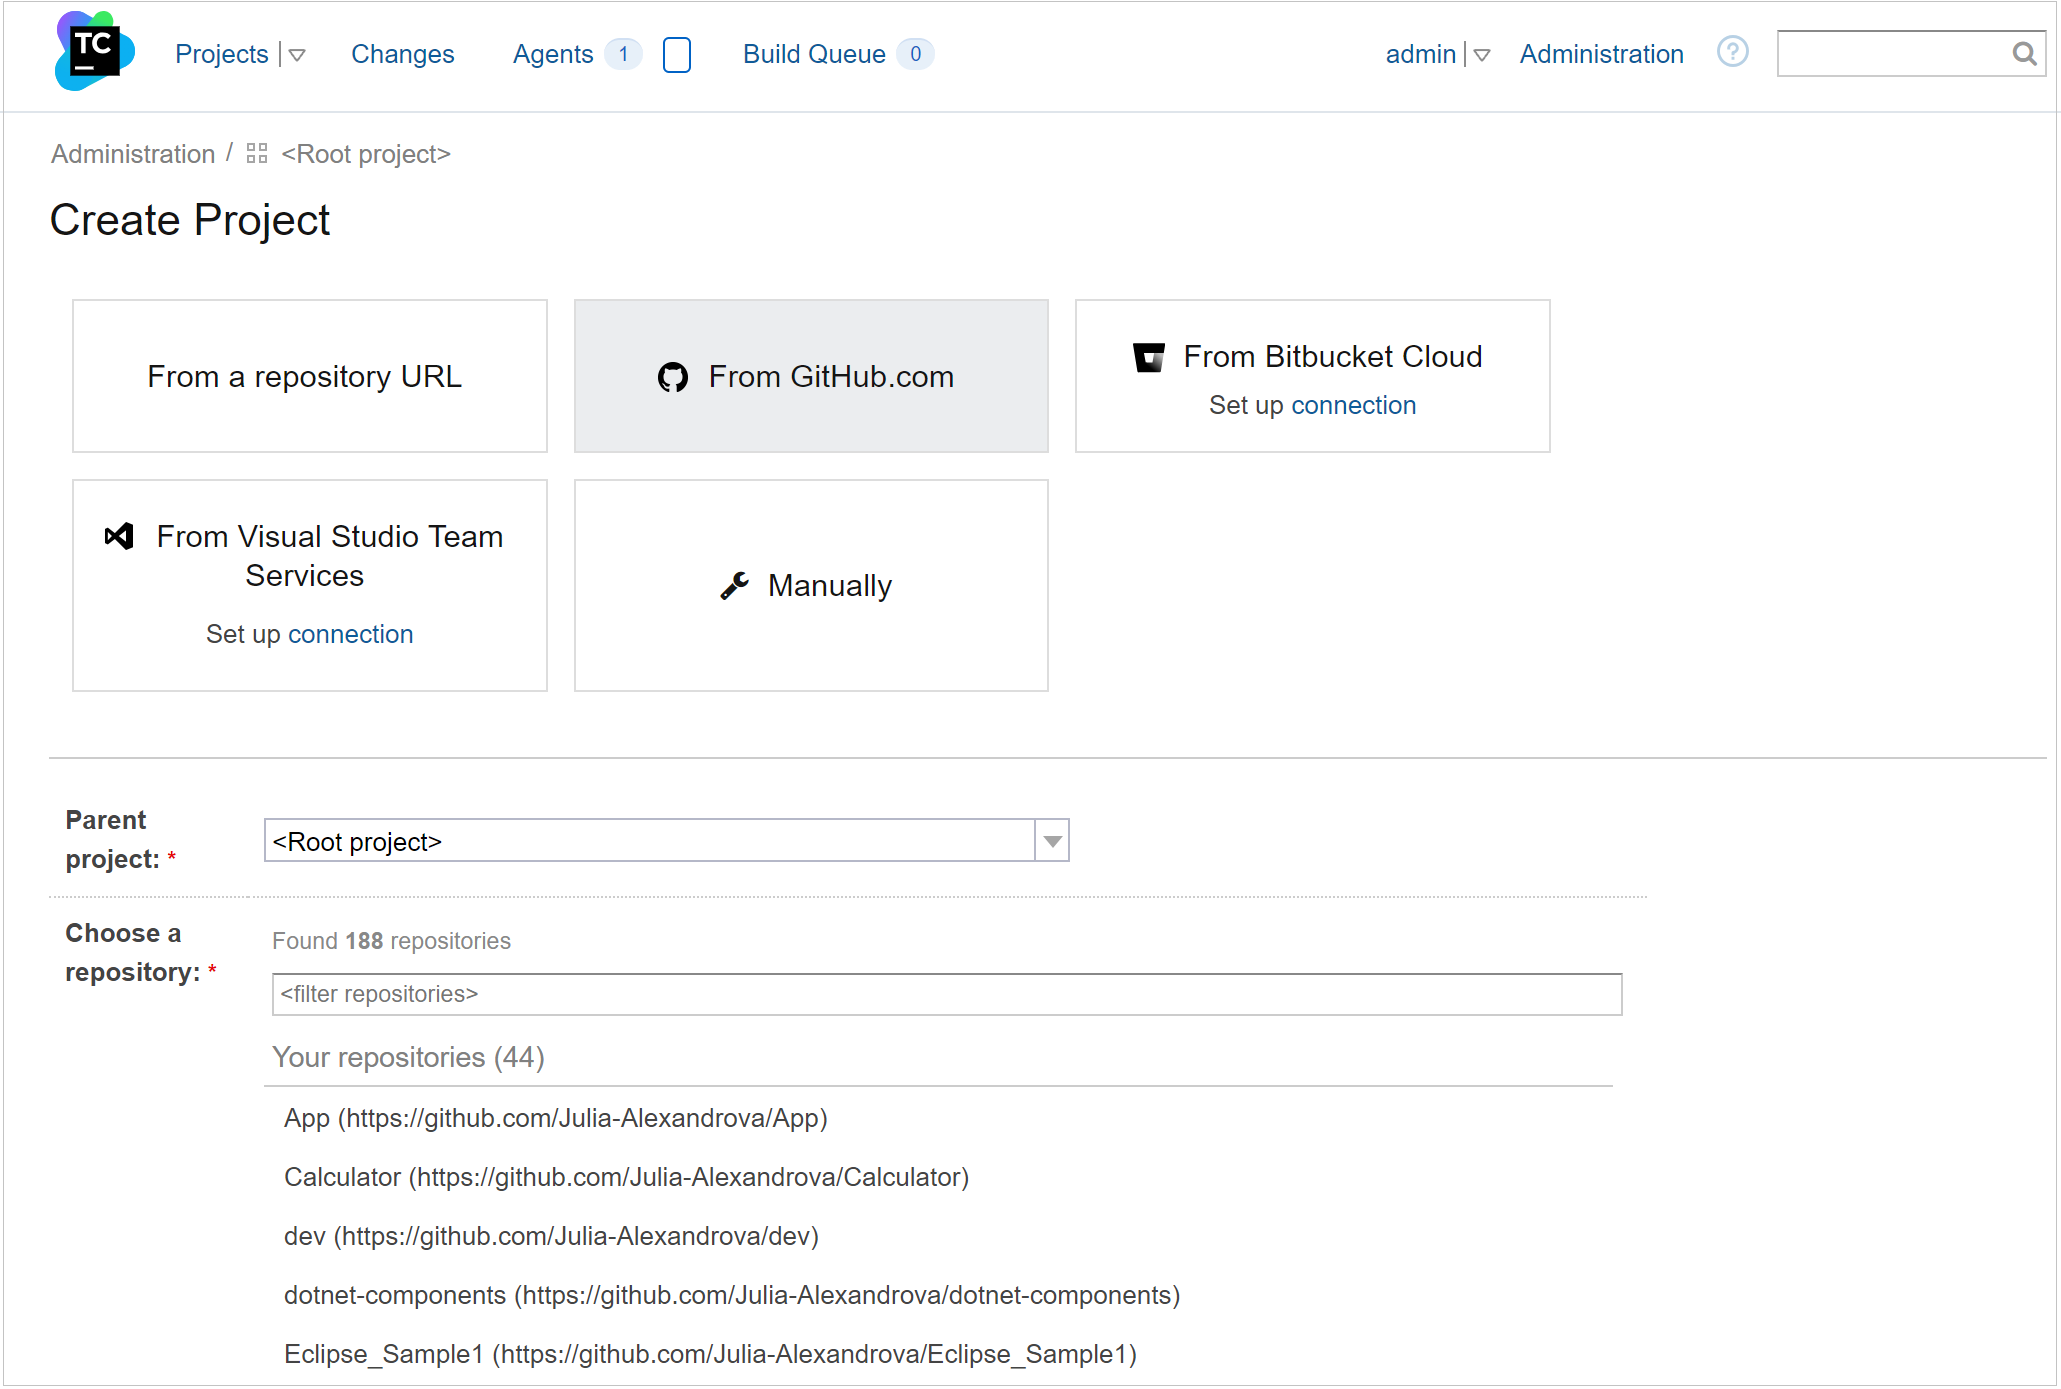 TC Projects Changes Agents 1 Build Queue 0 admin Administration ?
Administration / <Root project>
Create Project
From a repository URL
From GitHub.com
From Bitbucket Cloud
Set up connection
From Visual Studio Team
Services
Set up connection
Manually
Parent
project: *
<Root project>
Choose a
repository: *
Found 188 repositories
<filter repositories>
Your repositories (44)
App (https://github.com/Julia-Alexandrova/App)
Calculator (https://github.com/Julia-Alexandrova/Calculator)
dev (https://github.com/Julia-Alexandrova/dev)
dotnet-components (https://github.com/Julia-Alexandrova/dotnet-components)
Eclipse_Sample1 (https://github.com/Julia-Alexandrova/Eclipse_Sample1)